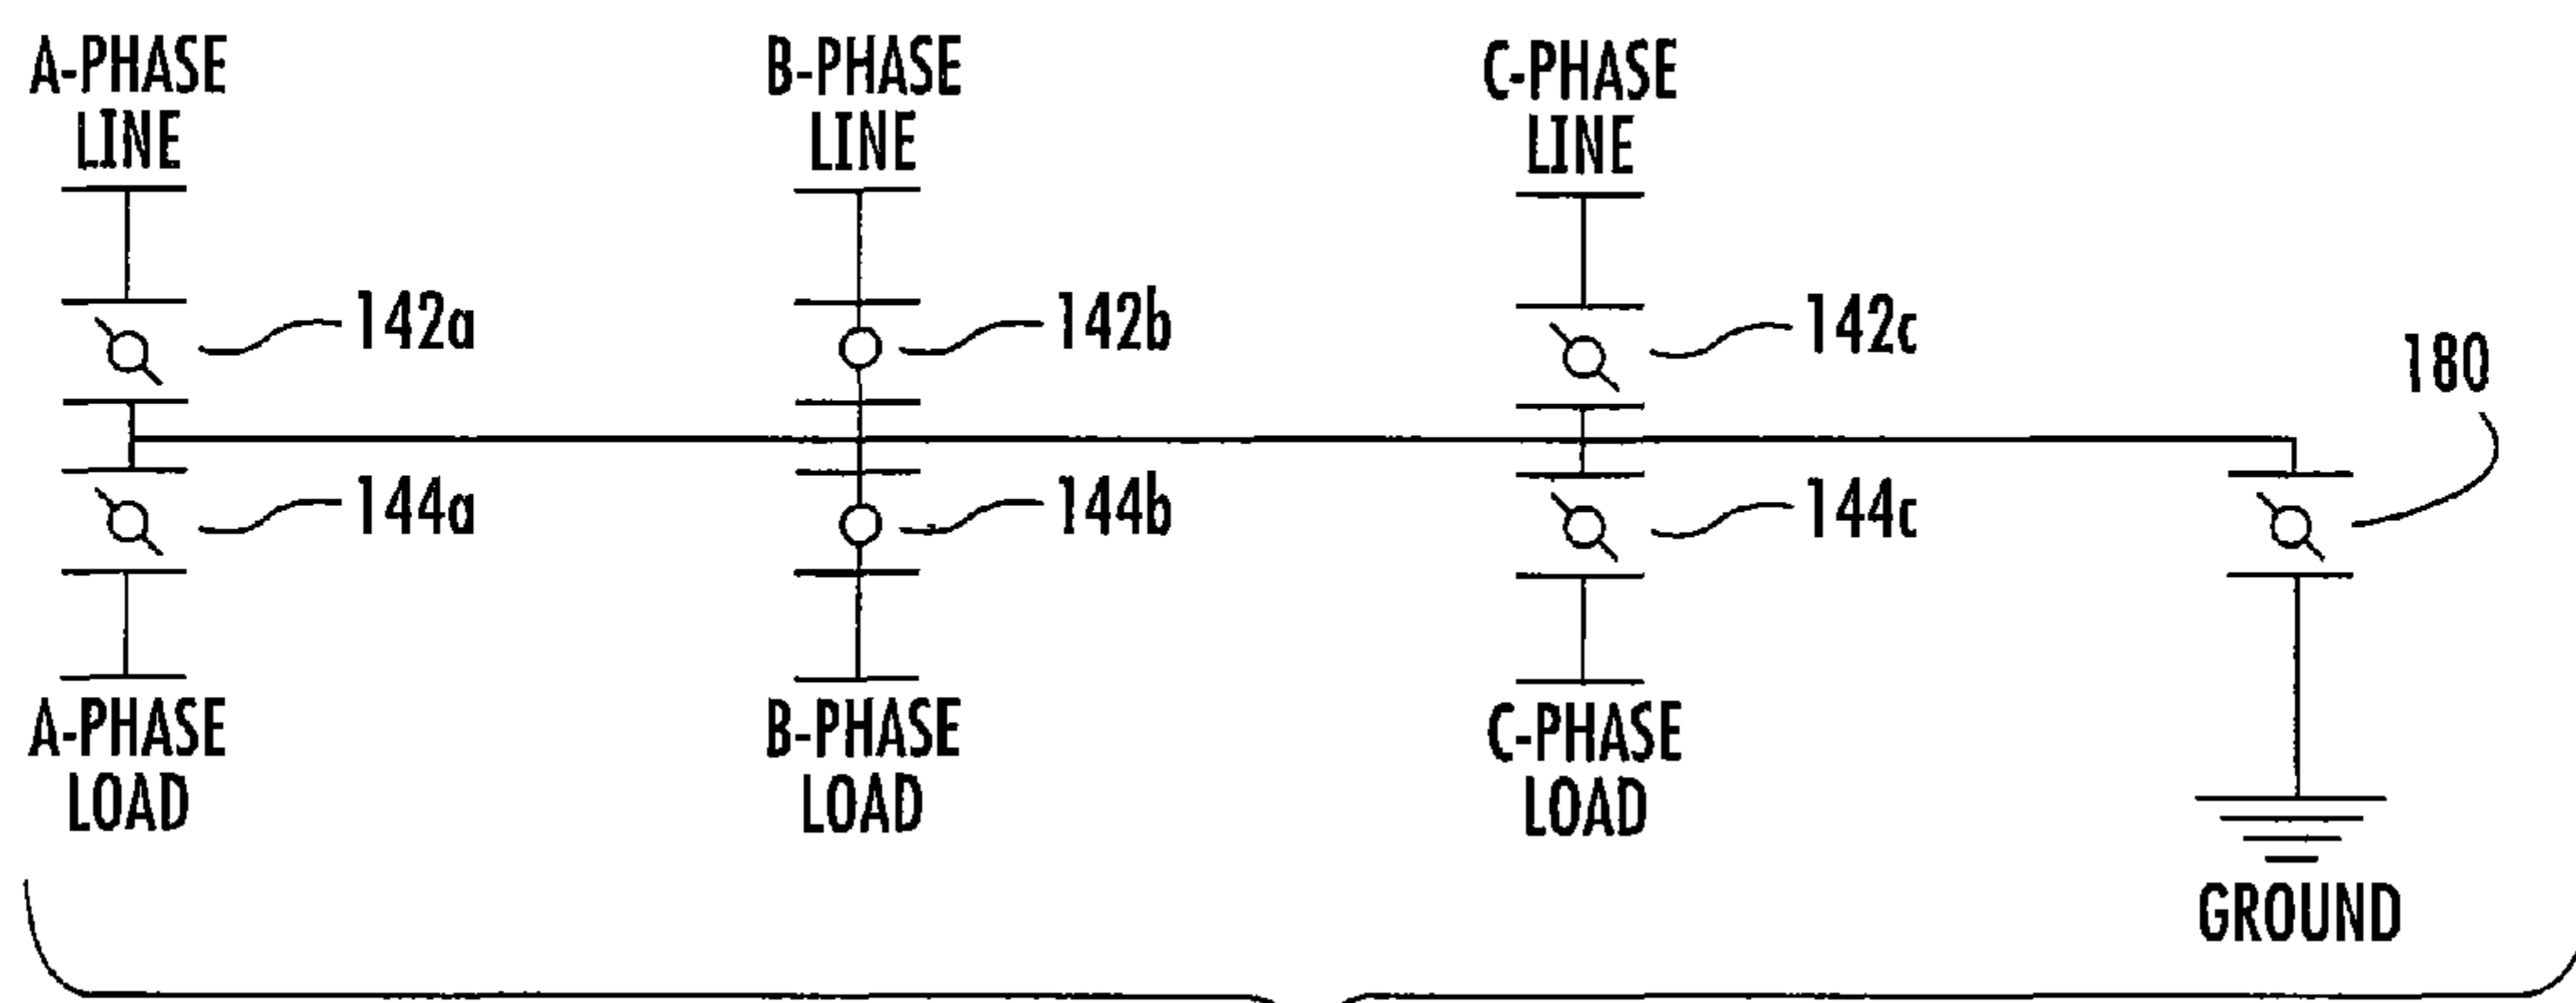 A-PHASE
LINE
B-PHASE
LINE
C-PHASE
LINE
142a
142b
142c
180
144a
144b
144c
A-PHASE
LOAD
B-PHASE
LOAD
C-PHASE
LOAD
GROUND